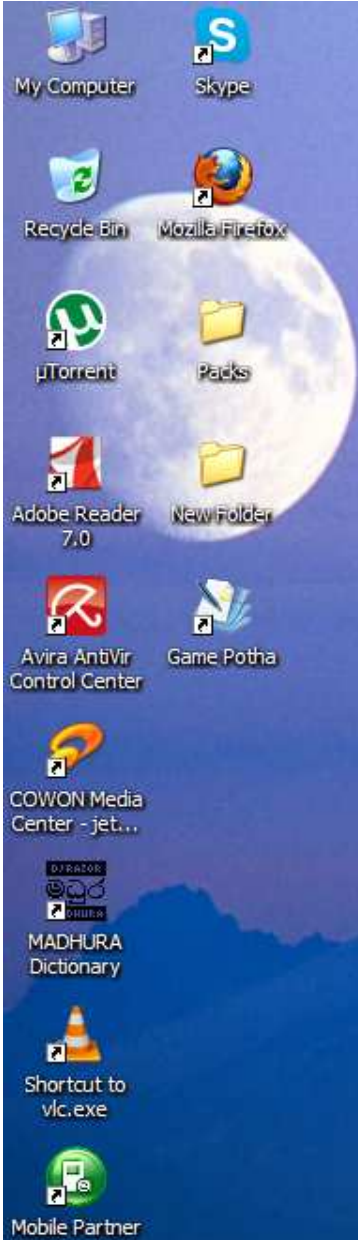 My Computer
Skype
Recycle Bin
Mozilla Firefox
µTorrent
Packs
Adobe Reader
7.0
New Folder
Avira AntiVir
Control Center
Game Potha
COWON Media
Center - jet...
මධුර
MADHURA
Dictionary
Shortcut to
vlc.exe
Mobile Partner